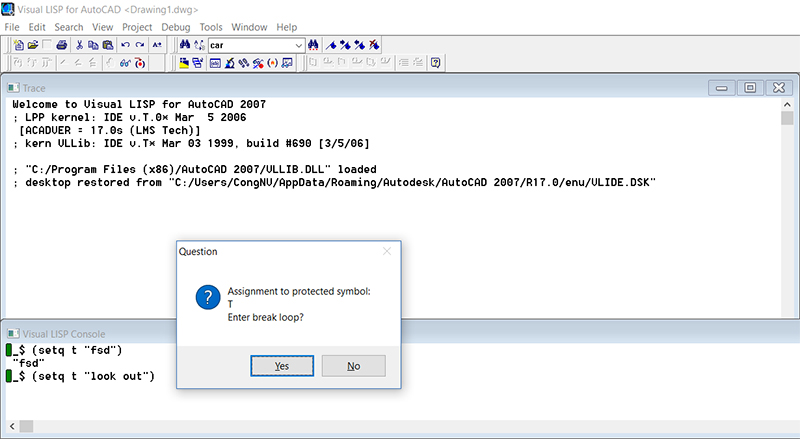 Visual LISP for AutoCAD <Drawing1.dwg>
File Edit Search View Project Debug Tools Window Help
car
Trace
Welcome to Visual LISP for AutoCAD 2007
; LPP kernel: IDE v.T.0× Mar  5 2006
[ACADVER = 17.0s (LMS Tech)]
; kern VLLib: IDE v.T× Mar 03 1999, build #690 [3/5/06]
; "C:/Program Files (x86)/AutoCAD 2007/VLLIB.DLL" loaded
; desktop restored from "C:/Users/CongNV/AppData/Roaming/Autodesk/AutoCAD 2007/R17.0/enu/VLIDE.DSK"
Question
Assignment to protected symbol:
T
Enter break loop?
Yes No
Visual LISP Console
_$ (setq t "fsd")
"fsd"
_$ (setq t "look out")